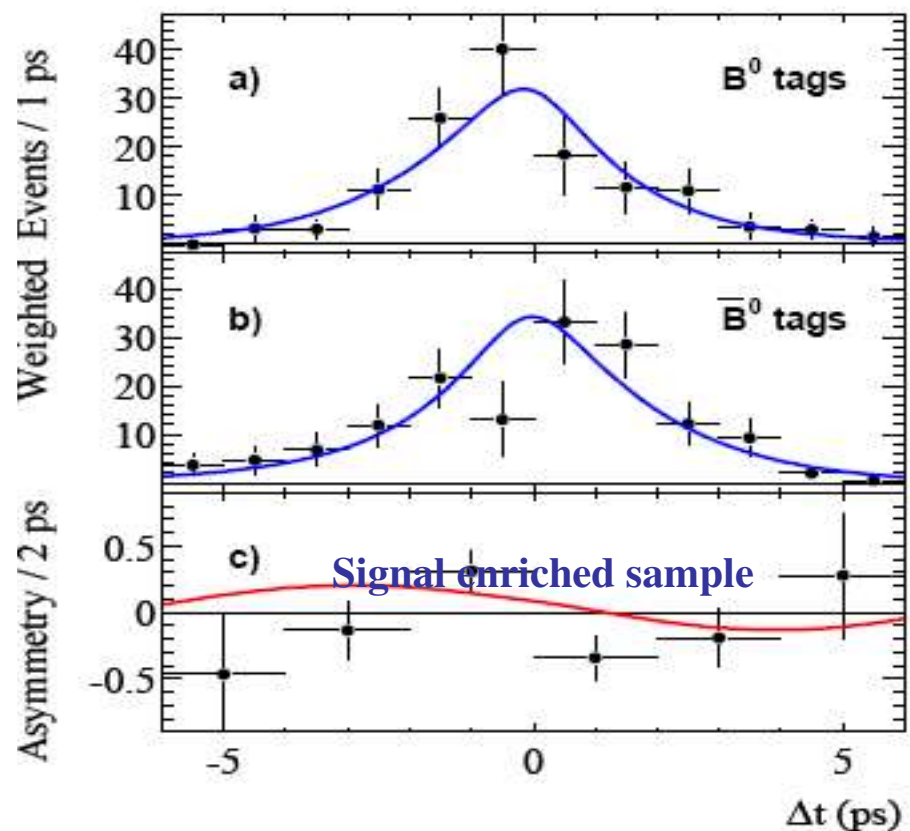 Weighted Events / 1 ps
40
30
20
10
a)
B⁰ tags
40
30
20
10
b)
B̅⁰ tags
Asymmetry / 2 ps
0.5
0
-0.5
c)
Signal enriched sample
-5
0
5
Δt (ps)